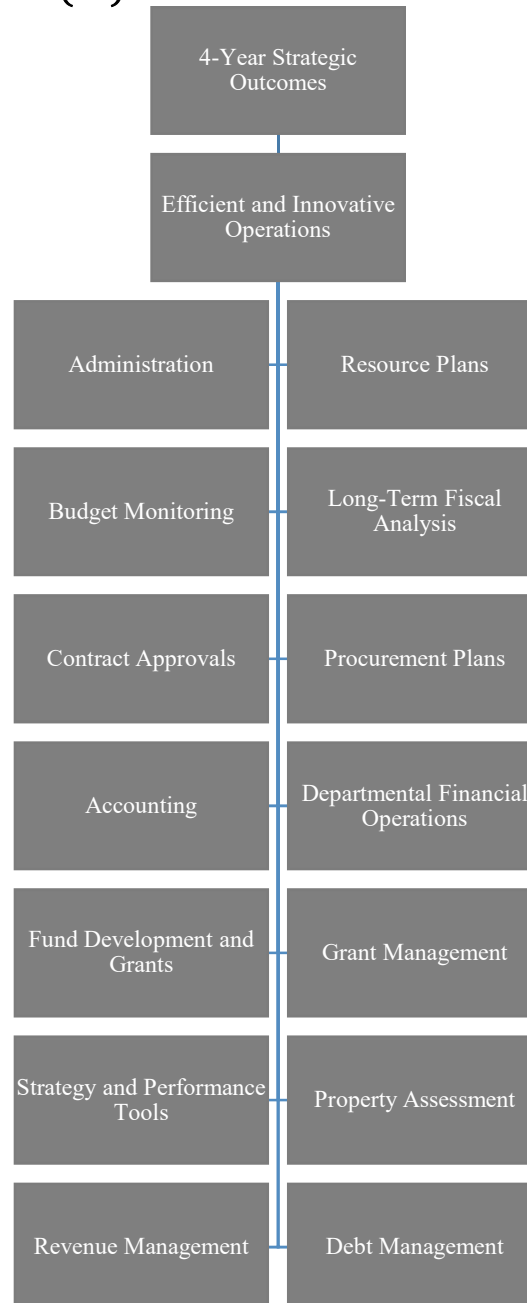 4-Year Strategic
Outcomes
Efficient and Innovative
Operations
Administration
Resource Plans
Budget Monitoring
Long-Term Fiscal
Analysis
Contract Approvals
Procurement Plans
Accounting
Departmental Financial
Operations
Fund Development and
Grants
Grant Management
Strategy and Performance
Tools
Property Assessment
Revenue Management
Debt Management